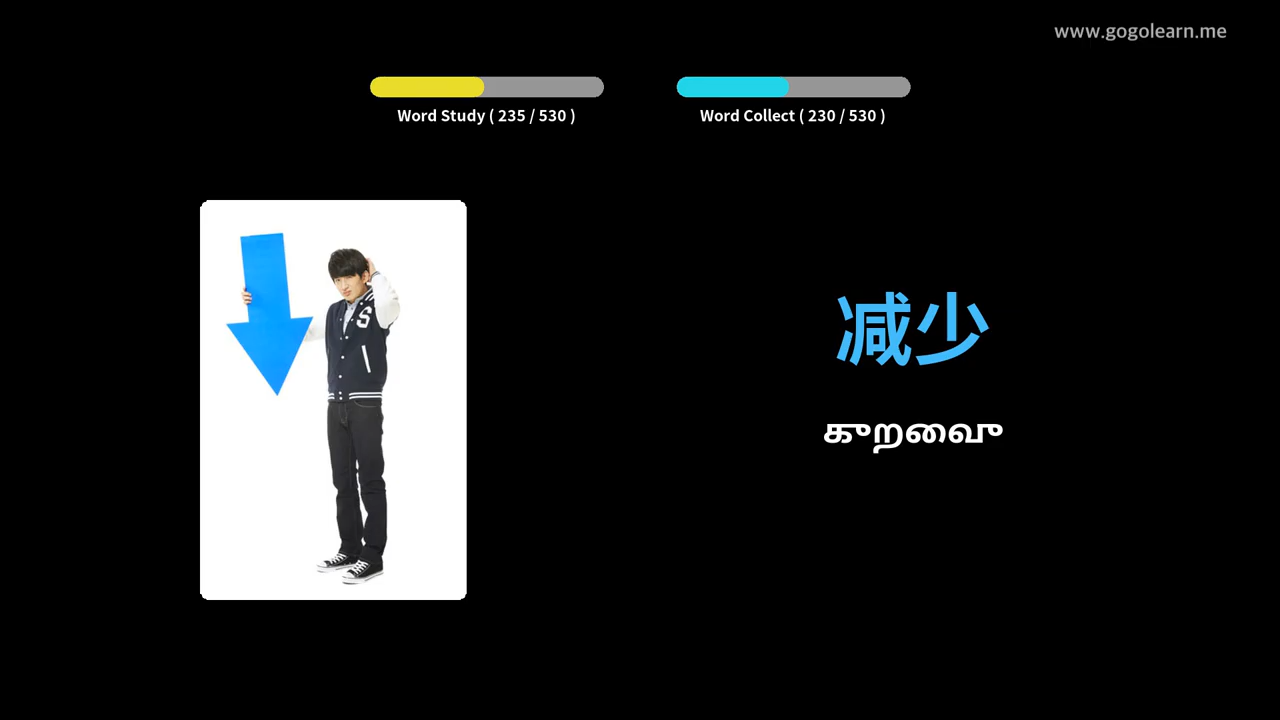 www.gogolearn.me
Word Study ( 235 / 530 )
Word Collect ( 230 / 530 )
S
减少
குறைவு